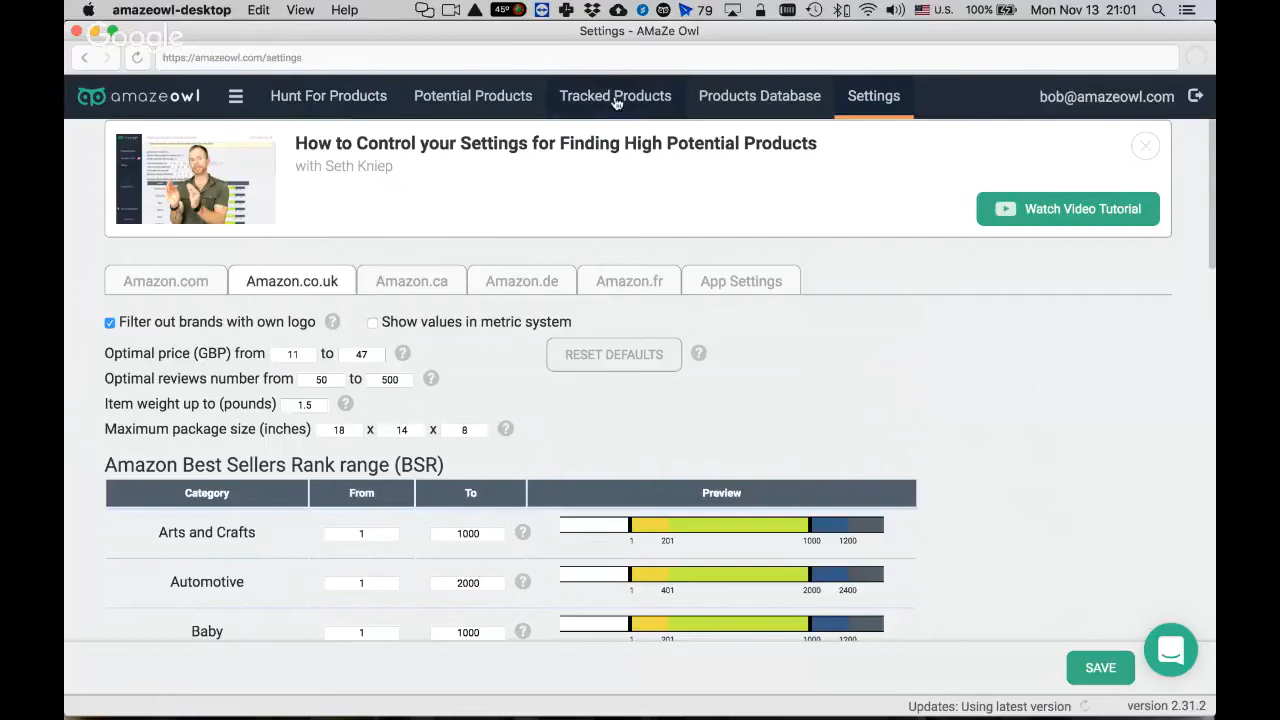 amazeowl-desktop Edit View Help 79 45° U.S. 100% Mon Nov 13 21:01
Settings - AMaZe Owl
Google
https://amazeowl.com/settings
amazeowl Hunt For Products Potential Products Tracked Products Products Database Settings bob@amazeowl.com
How to Control your Settings for Finding High Potential Products
with Seth Kniep
Watch Video Tutorial
Amazon.com Amazon.co.uk Amazon.ca Amazon.de Amazon.fr App Settings
Filter out brands with own logo ? Show values in metric system
Optimal price (GBP) from 11 to 47 ? RESET DEFAULTS ?
Optimal reviews number from 50 to 500 ?
Item weight up to (pounds) 1.5 ?
Maximum package size (inches) 18 x 14 x 8 ?
Amazon Best Sellers Rank range (BSR)
Category From To Preview
Arts and Crafts 1 1000 ? 1 201 1000 1200
Automotive 1 2000 ? 1 401 2000 2400
Baby 1 1000 ? 1 201 1000 1200
SAVE
Updates: Using latest version version 2.31.2